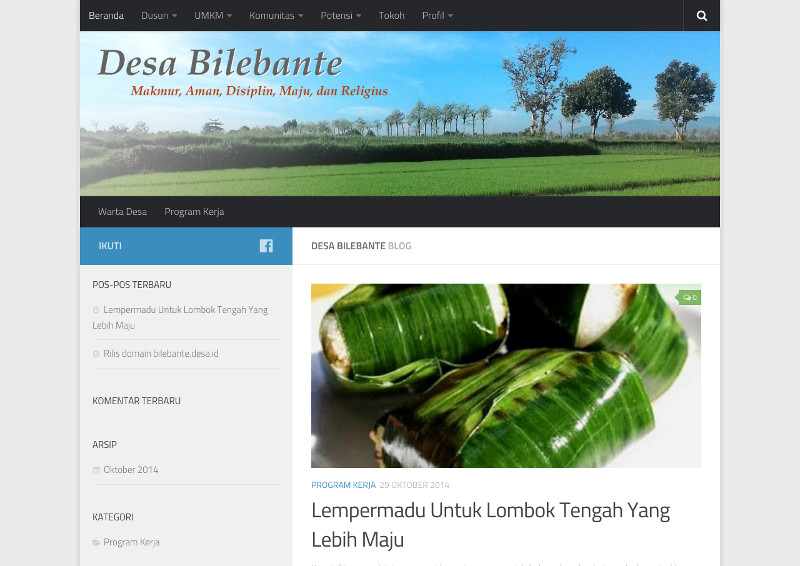 Beranda Dusun UMKM Komunitas Potensi Tokoh Profil
Desa Bilebante
Makmur, Aman, Disiplin, Maju, dan Religius
Warta Desa Program Kerja
IKUTI
DESA BILEBANTE BLOG
POS-POS TERBARU
Lempermadu Untuk Lombok Tengah Yang
Lebih Maju
Rilis domain bilebante.desa.id
KOMENTAR TERBARU
ARSIP
Oktober 2014
KATEGORI
Program Kerja
0
PROGRAM KERJA 29 OKTOBER 2014
Lempermadu Untuk Lombok Tengah Yang
Lebih Maju